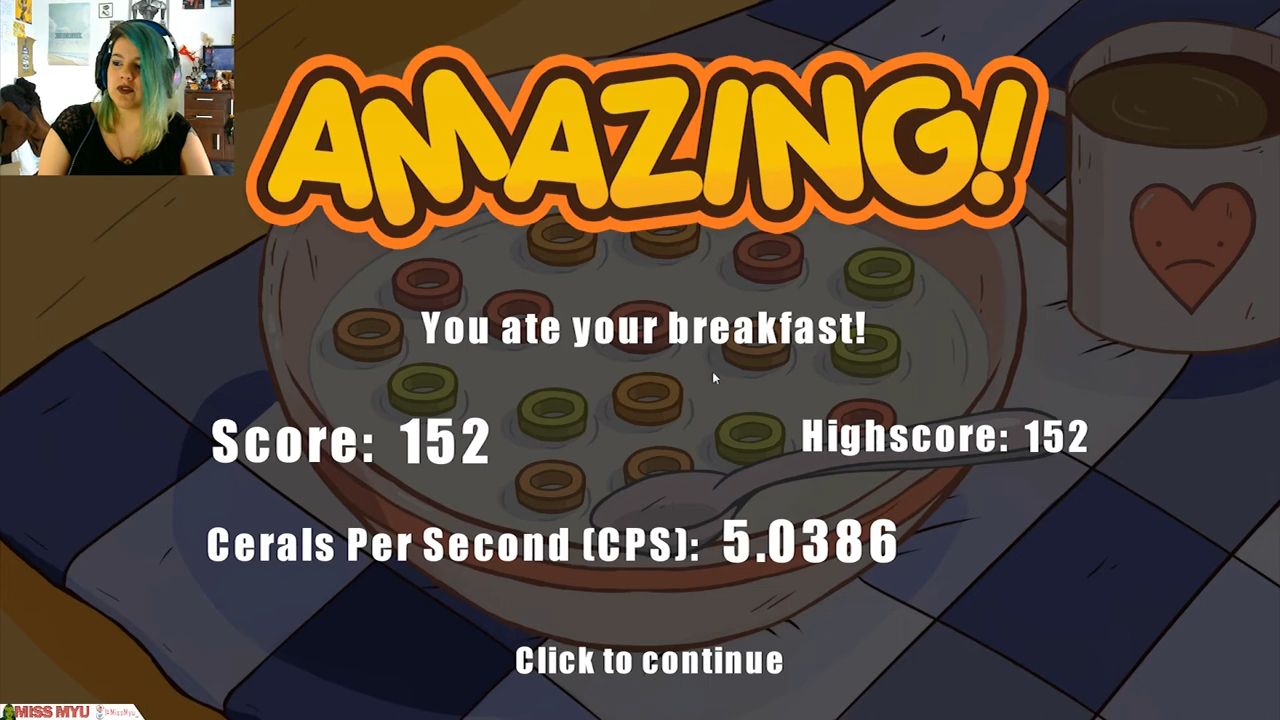 AMAZING!
You ate your breakfast!
Score: 152
Highscore: 152
Cerals Per Second (CPS): 5.0386
Click to continue
MISS MYU
@MissMyu_